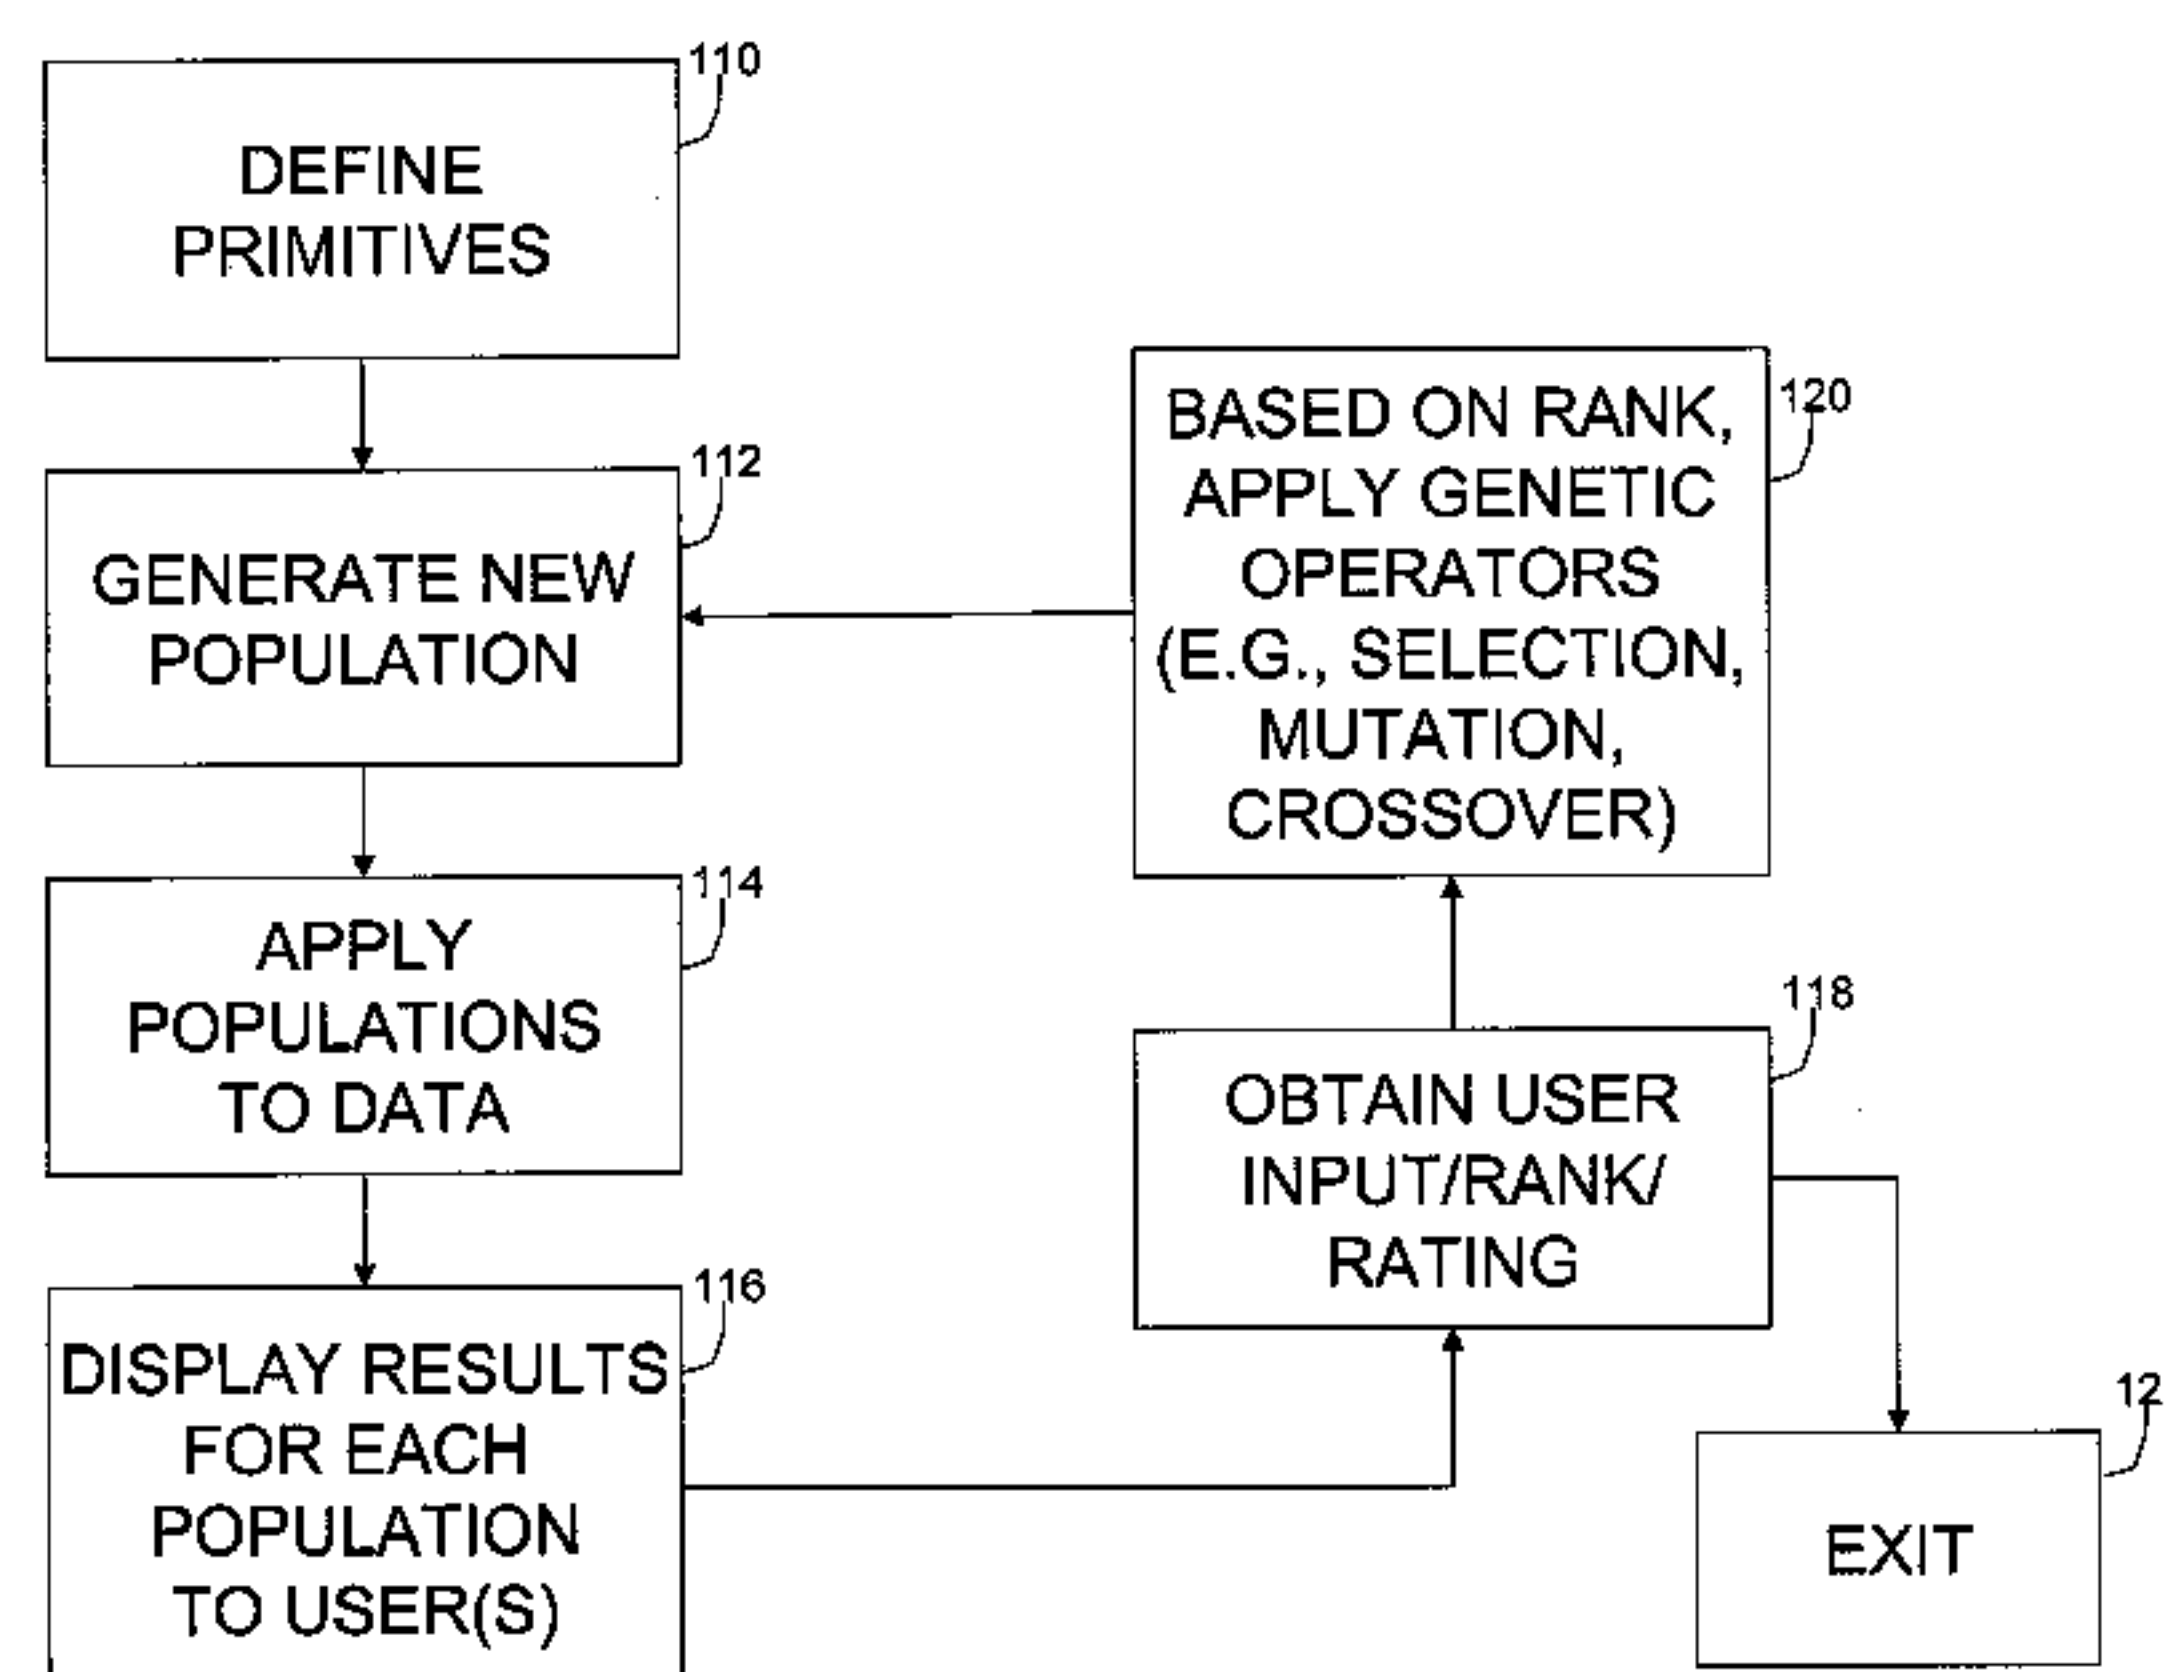 110
DEFINE
PRIMITIVES
112
GENERATE NEW
POPULATION
114
APPLY
POPULATIONS
TO DATA
116
DISPLAY RESULTS
FOR EACH
POPULATION
TO USER(S)
120
BASED ON RANK,
APPLY GENETIC
OPERATORS
(E.G., SELECTION,
MUTATION,
CROSSOVER)
118
OBTAIN USER
INPUT/RANK/
RATING
12
EXIT